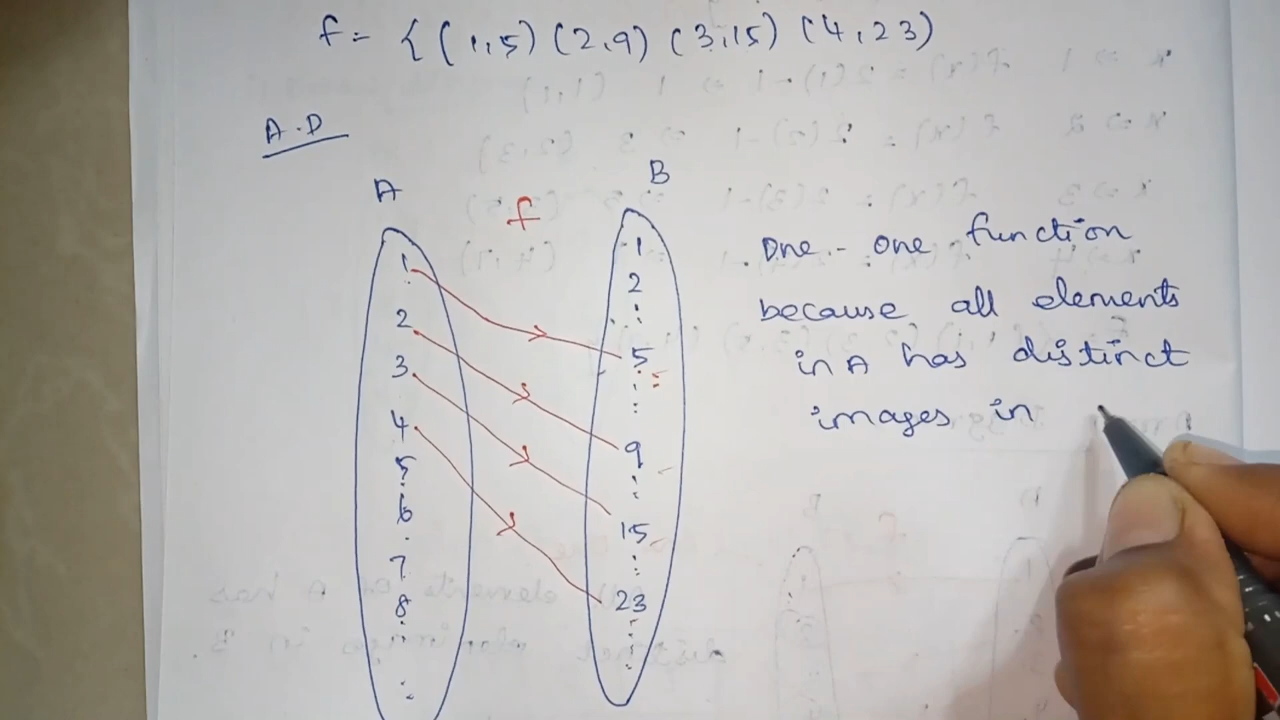 f = {(1,5) (2,9) (3,15) (4,23)
A.D
A
B
f
1
2
3
4
5
6
7
8
1
2
5
9
15
23
One - one function
because all elements
in A has distinct
images in